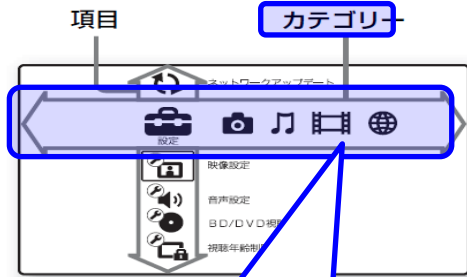 項目
カテゴリー
ネットワークアップデート
設定
映像設定
音声設定
BD/DVD視
視聴年齢制